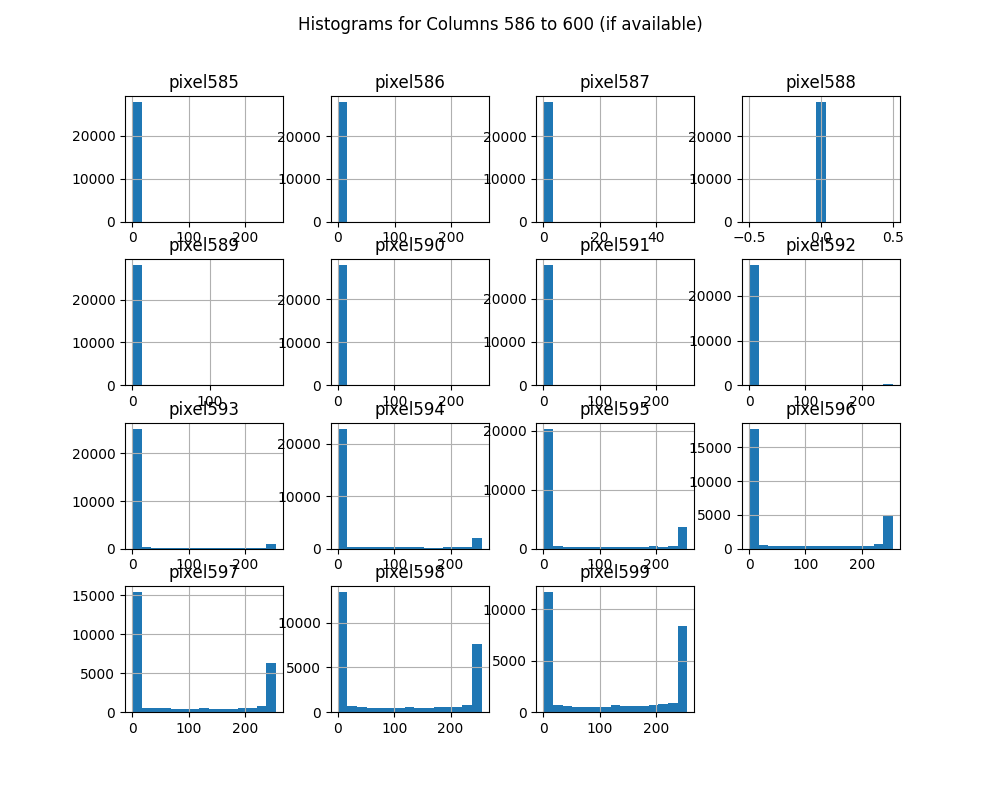 Histograms for Columns 586 to 600 (if available)
pixel585 pixel586 pixel587 pixel588
20000 20000 20000 20000
10000 10000 10000 10000
0 0 0 0
0 100 200 0 100 200 0 20 40 −0.5 0.0 0.5
pixel589 pixel590 pixel591 pixel592
20000 20000 20000 20000
10000 10000 10000 10000
0 0 0 0
0 100 0 100 200 0 100 200 0 100 200
pixel593 pixel594 pixel595 pixel596
20000 20000 20000 15000
10000 10000 10000 10000
5000
0 0 0 0
0 100 200 0 100 200 0 100 200 0 100 200
pixel597 pixel598 pixel599
15000 10000 10000
10000 5000 5000
5000
0 0 0
0 100 200 0 100 200 0 100 200